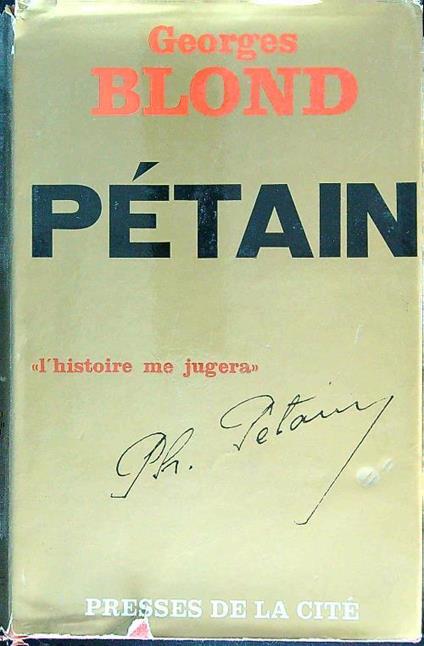 Georges
BLOND
PÉTAIN
«l'histoire me jugera»
Ph. Pétain
PRESSES DE LA CITÉ